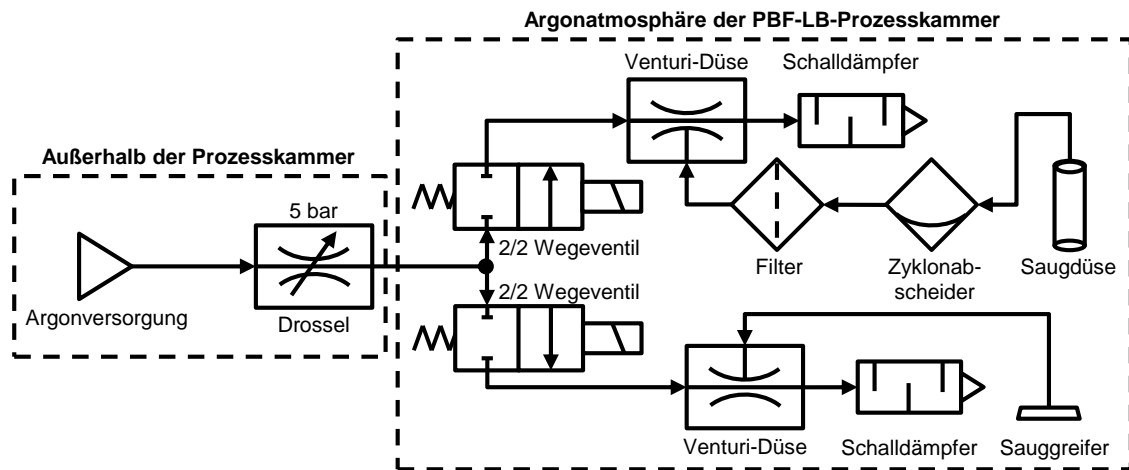 Argonatmosphäre der PBF-LB-Prozesskammer
Venturi-Düse
Schalldämpfer
Außerhalb der Prozesskammer
5 bar
2/2 Wegeventil
Filter
Zyklonab-
scheider
Saugdüse
2/2 Wegeventil
Argonversorgung
Drossel
Venturi-Düse
Schalldämpfer
Sauggreifer